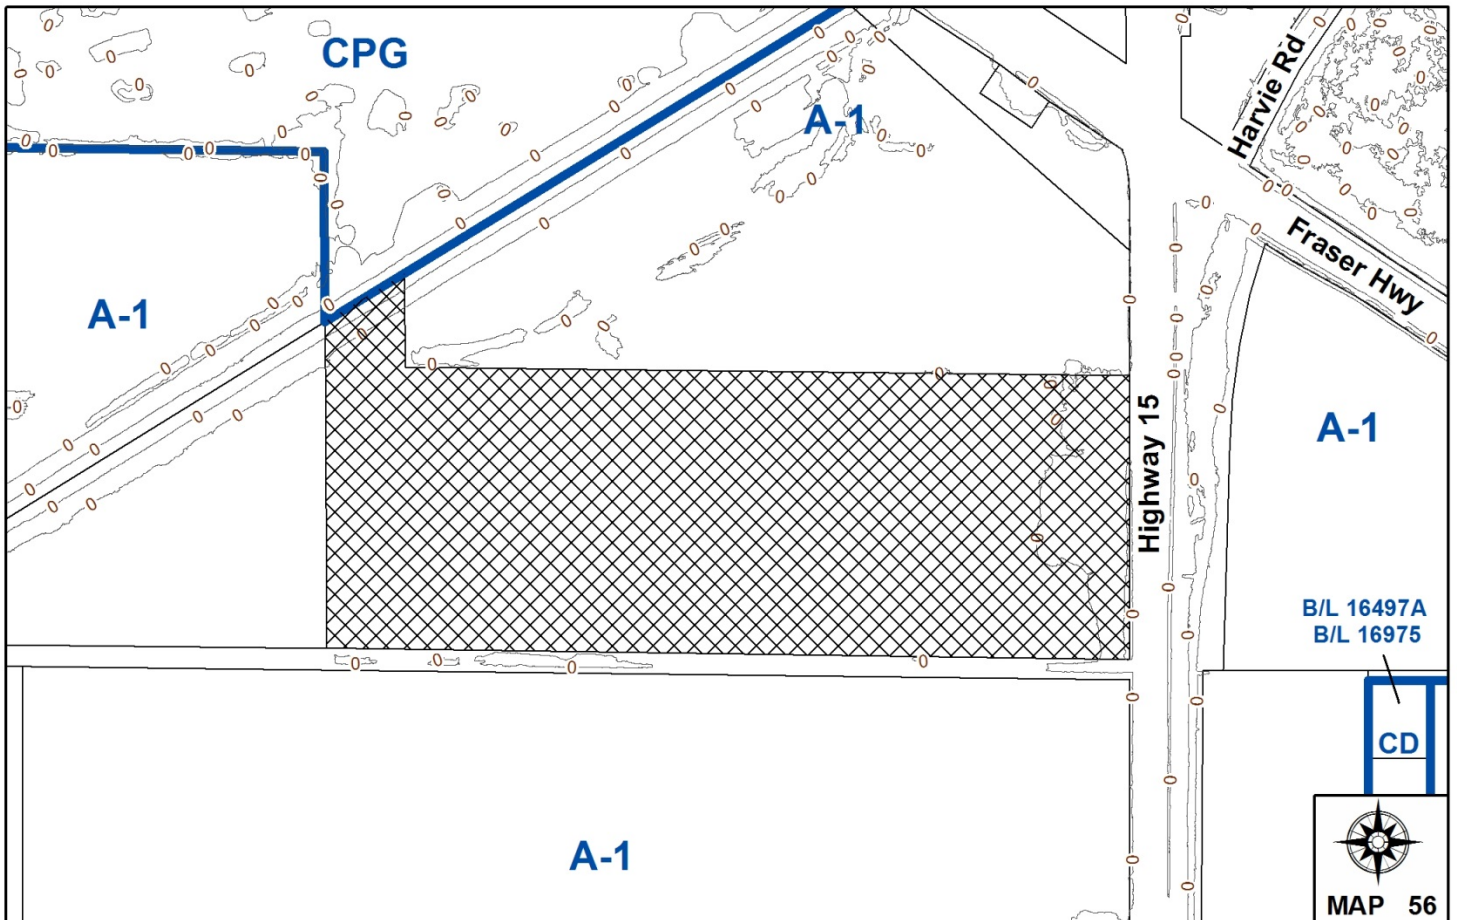 CPG
A-1
Harvie Rd
Fraser Hwy
A-1
Highway 15
A-1
B/L 16497A
B/L 16975
CD
A-1
MAP 56